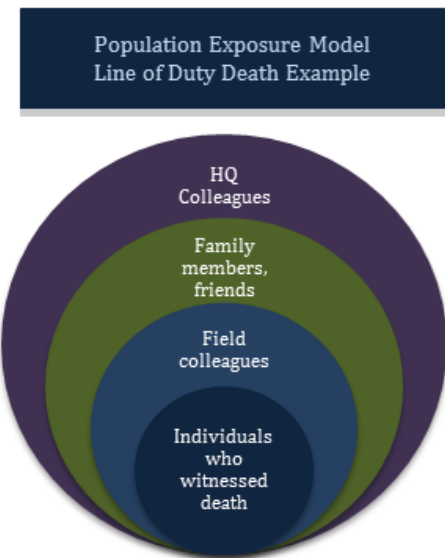 Population Exposure Model
Line of Duty Death Example
HQ
Colleagues
Family
members,
friends
Field
colleagues
Individuals
who
witnessed
death